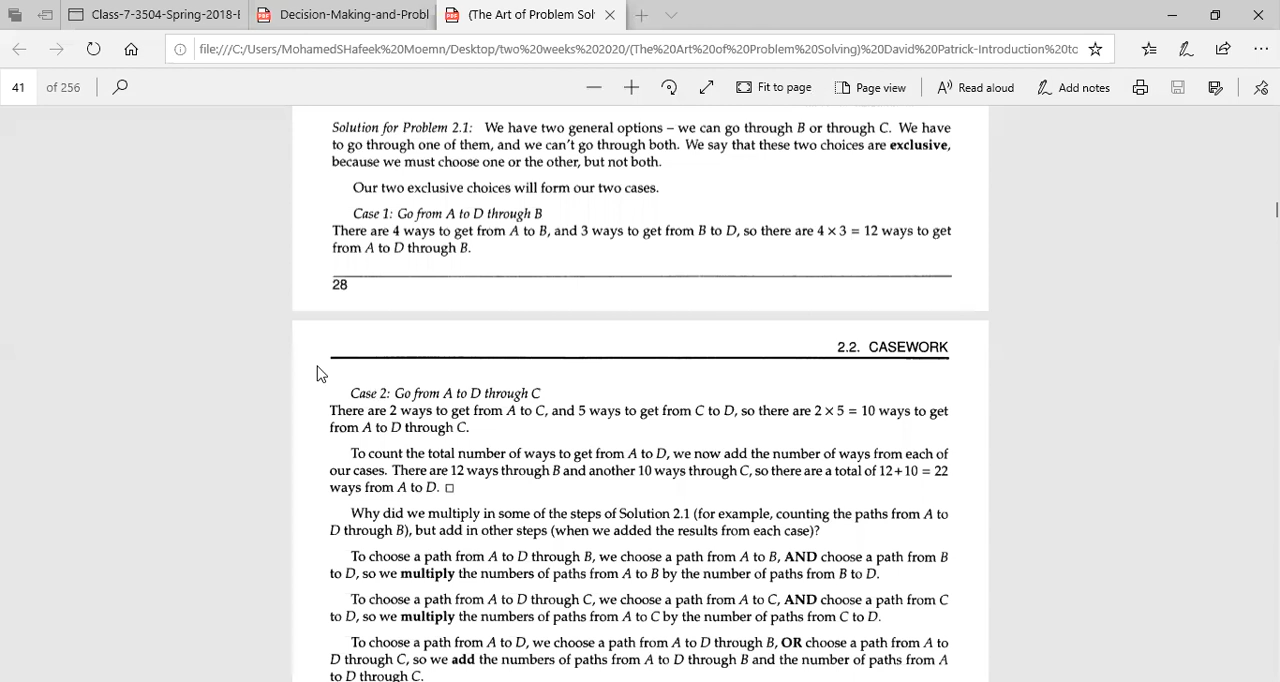 Class-7-3504-Spring-2018-E
Decision-Making-and-Probl
(The Art of Problem Sol
file:///C:/Users/MohamedSHafeek%20Moemn/Desktop/two%20weeks%202020/(The%20Art%20of%20Problem%20Solving)%20David%20Patrick-Introduction%20tc
41 of 256
Fit to page
Page view
Read aloud
Add notes
Solution for Problem 2.1: We have two general options – we can go through B or through C. We have
to go through one of them, and we can't go through both. We say that these two choices are exclusive,
because we must choose one or the other, but not both.
Our two exclusive choices will form our two cases.
Case 1: Go from A to D through B
There are 4 ways to get from A to B, and 3 ways to get from B to D, so there are 4 × 3 = 12 ways to get
from A to D through B.
28
2.2. CASEWORK
Case 2: Go from A to D through C
There are 2 ways to get from A to C, and 5 ways to get from C to D, so there are 2 × 5 = 10 ways to get
from A to D through C.
To count the total number of ways to get from A to D, we now add the number of ways from each of
our cases. There are 12 ways through B and another 10 ways through C, so there are a total of 12+10 = 22
ways from A to D. □
Why did we multiply in some of the steps of Solution 2.1 (for example, counting the paths from A to
D through B), but add in other steps (when we added the results from each case)?
To choose a path from A to D through B, we choose a path from A to B, AND choose a path from B
to D, so we multiply the numbers of paths from A to B by the number of paths from B to D.
To choose a path from A to D through C, we choose a path from A to C, AND choose a path from C
to D, so we multiply the numbers of paths from A to C by the number of paths from C to D.
To choose a path from A to D, we choose a path from A to D through B, OR choose a path from A to
D through C, so we add the numbers of paths from A to D through B and the number of paths from A
to D through C.